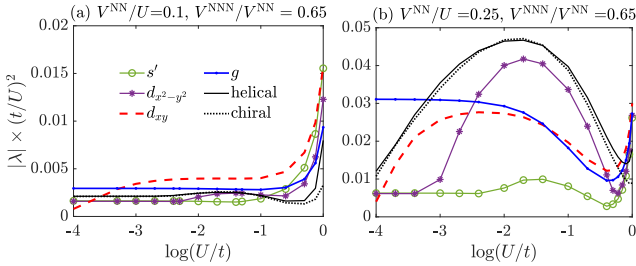 (a) V^NN/U=0.1, V^NNN/V^NN = 0.65
|λ| × (t/U)²
0.02
0.015
0.01
0.005
0
s′
d_{x²−y²}
d_{xy}
g
helical
chiral
-4 -3 -2 -1 0
log(U/t)
(b) V^NN/U = 0.25, V^NNN/V^NN=0.65
0.05
0.04
0.03
0.02
0.01
0
-4 -3 -2 -1 0
log(U/t)